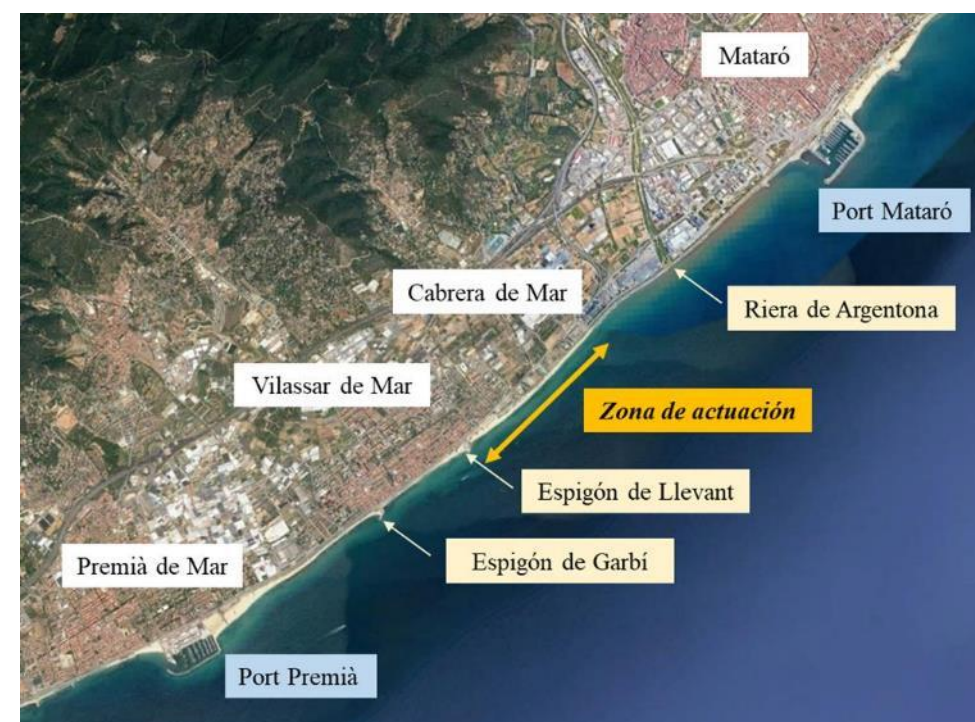 Mataró
Port Mataró
Cabrera de Mar
Riera de Argentona
Vilassar de Mar
Zona de actuación
Espigón de Llevant
Espigón de Garbí
Premià de Mar
Port Premià